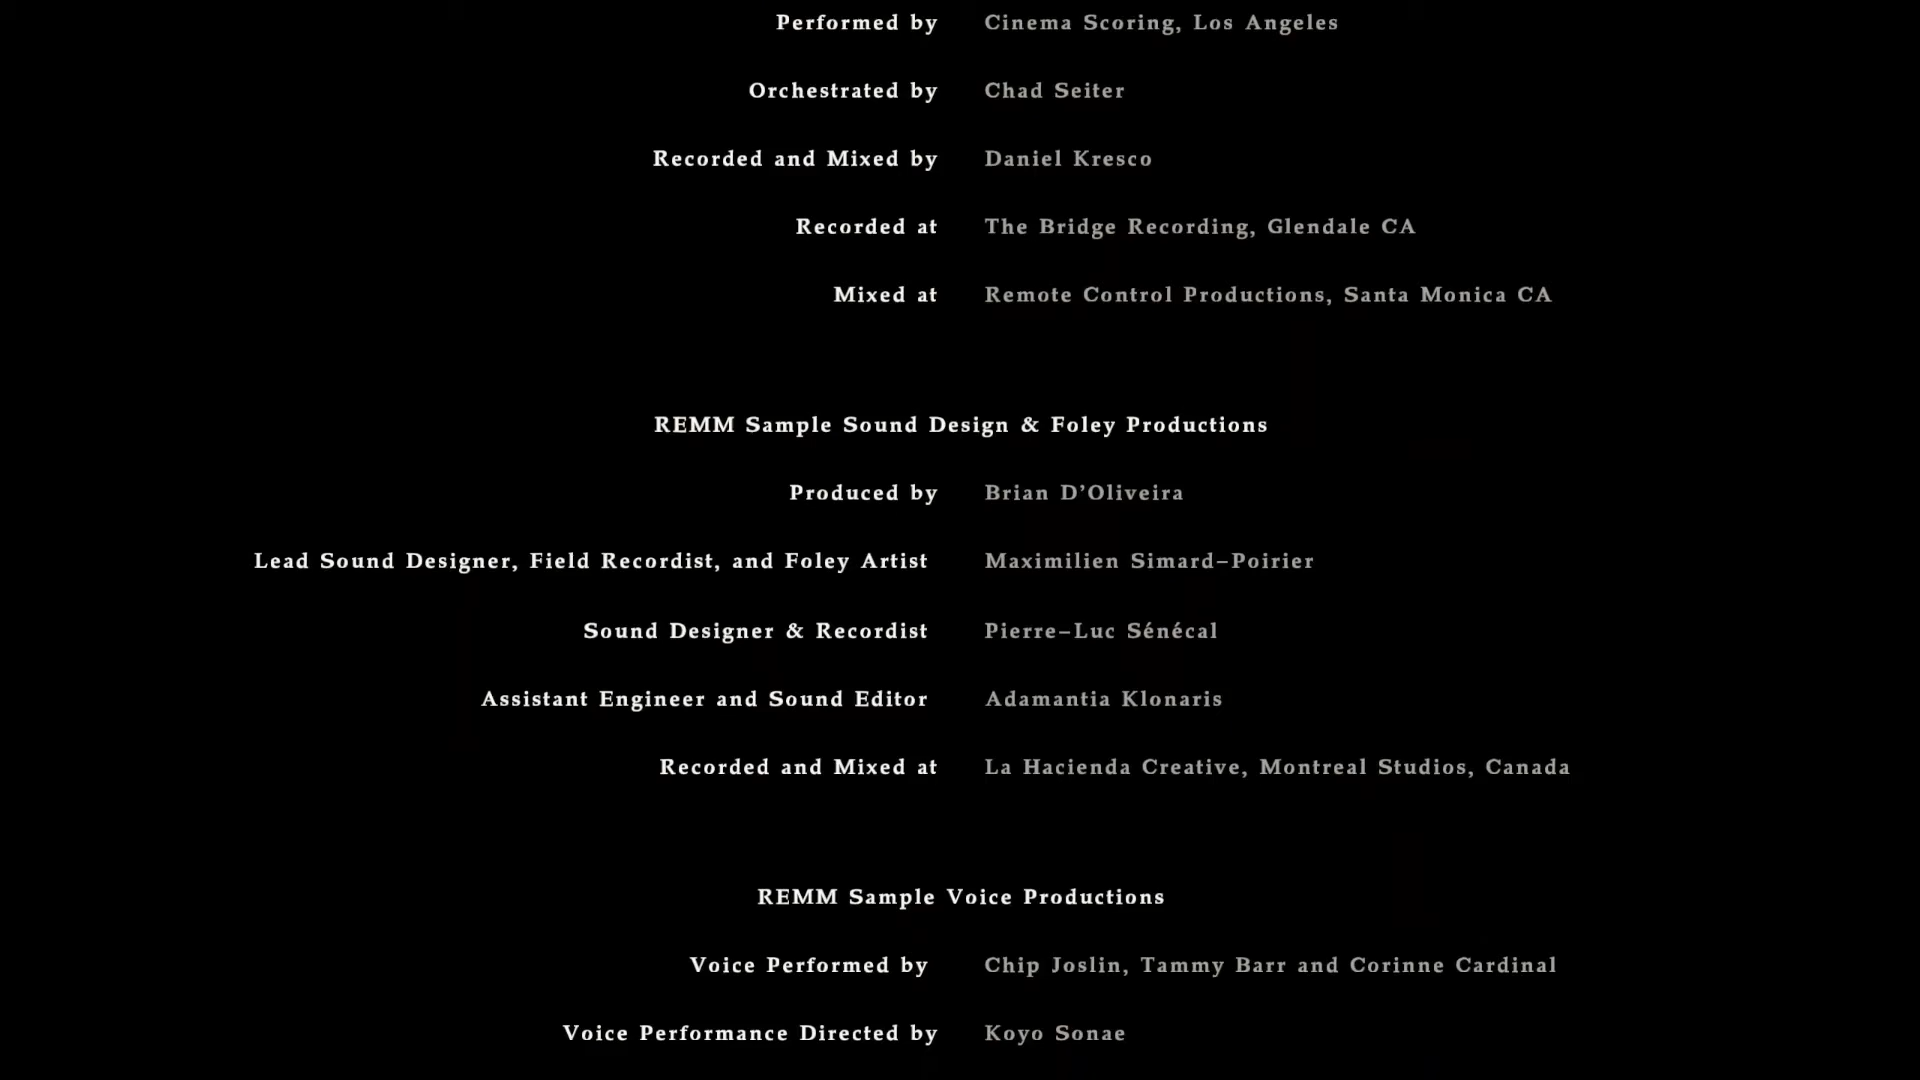 Performed by Cinema Scoring, Los Angeles
Orchestrated by Chad Seiter
Recorded and Mixed by Daniel Kresco
Recorded at The Bridge Recording, Glendale CA
Mixed at Remote Control Productions, Santa Monica CA
REMM Sample Sound Design & Foley Productions
Produced by Brian D’Oliveira
Lead Sound Designer, Field Recordist, and Foley Artist Maximilien Simard–Poirier
Sound Designer & Recordist Pierre–Luc Sénécal
Assistant Engineer and Sound Editor Adamantia Klonaris
Recorded and Mixed at La Hacienda Creative, Montreal Studios, Canada
REMM Sample Voice Productions
Voice Performed by Chip Joslin, Tammy Barr and Corinne Cardinal
Voice Performance Directed by Koyo Sonae